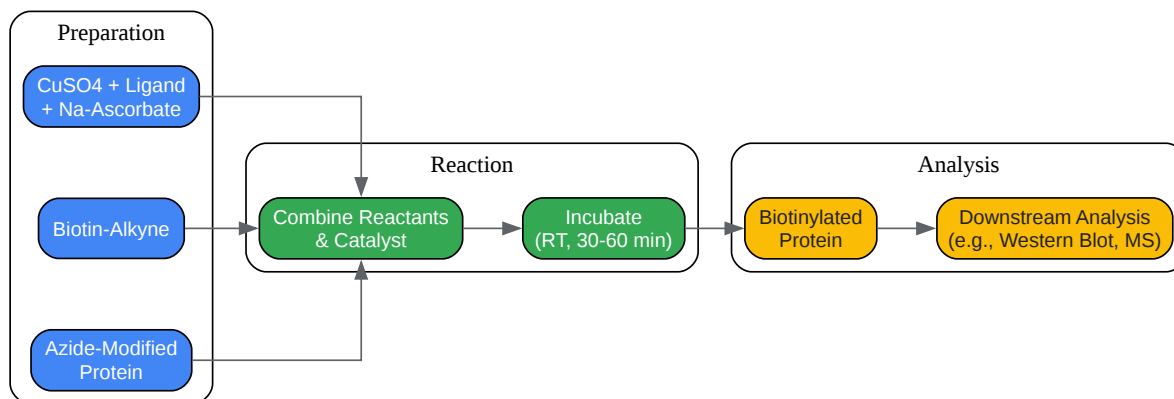 Preparation
CuSO4 + Ligand
+ Na-Ascorbate
Biotin-Alkyne
Azide-Modified
Protein
Reaction
Combine Reactants
& Catalyst
Incubate
(RT, 30-60 min)
Analysis
Biotinylated
Protein
Downstream Analysis
(e.g., Western Blot, MS)